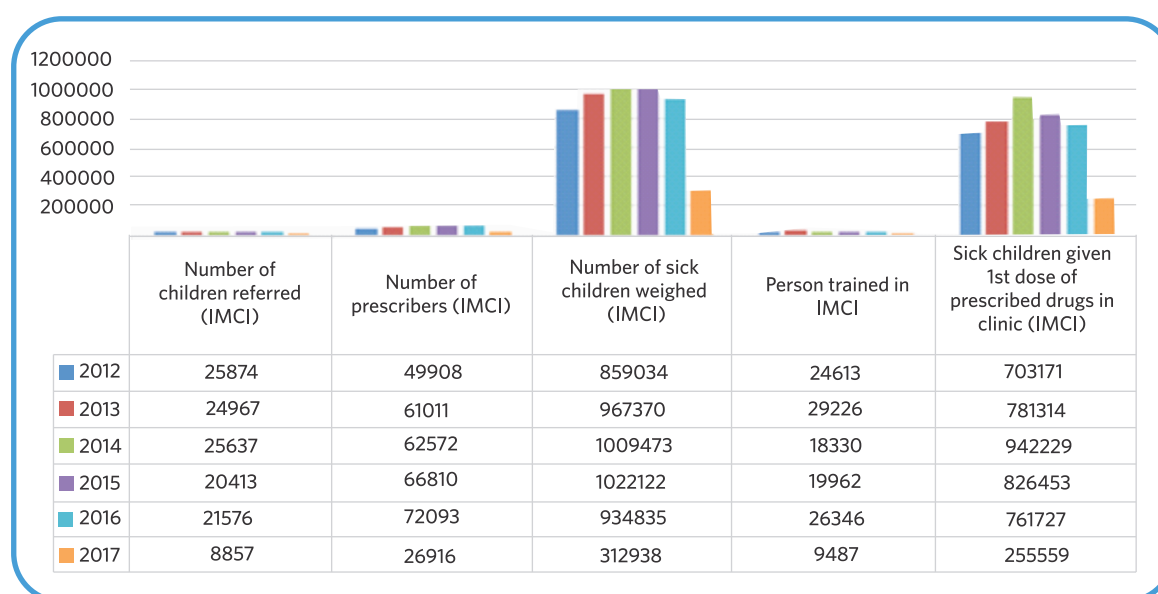 1200000
1000000
800000
600000
400000
200000
Number of
children referred
(IMCI)
Number of
prescribers (IMCI)
Number of sick
children weighed
(IMCI)
Person trained in
IMCI
Sick children given
1st dose of
prescribed drugs in
clinic (IMCI)
2012 25874 49908 859034 24613 703171
2013 24967 61011 967370 29226 781314
2014 25637 62572 1009473 18330 942229
2015 20413 66810 1022122 19962 826453
2016 21576 72093 934835 26346 761727
2017 8857 26916 312938 9487 255559